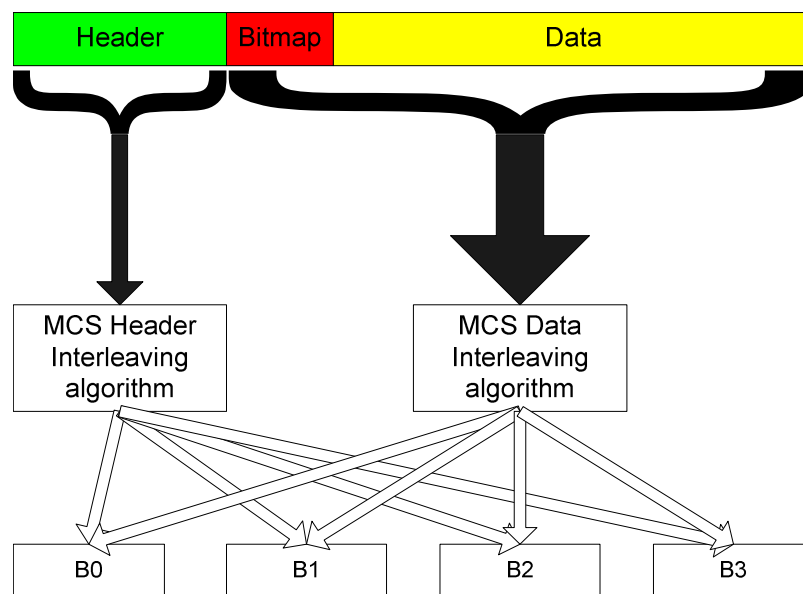 Header Bitmap Data
MCS Header
Interleaving
algorithm
MCS Data
Interleaving
algorithm
B0 B1 B2 B3